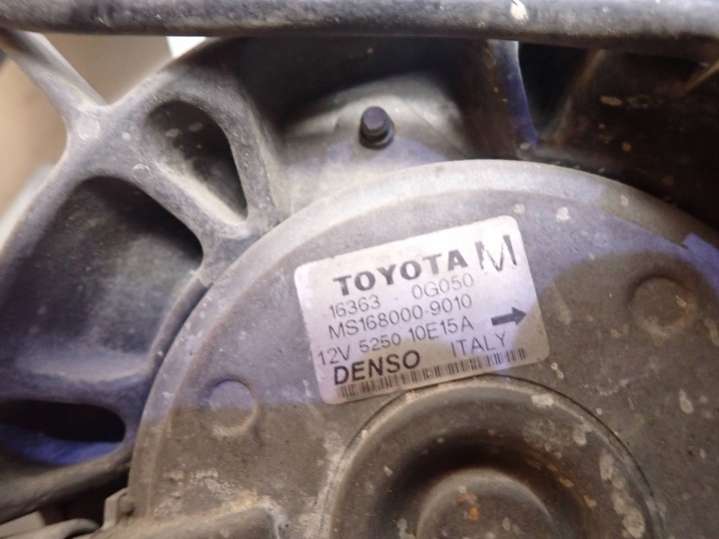 TOYOTA M
16363 - 0G050
MS168000-9010
12V 5250 10E15A
DENSO ITALY